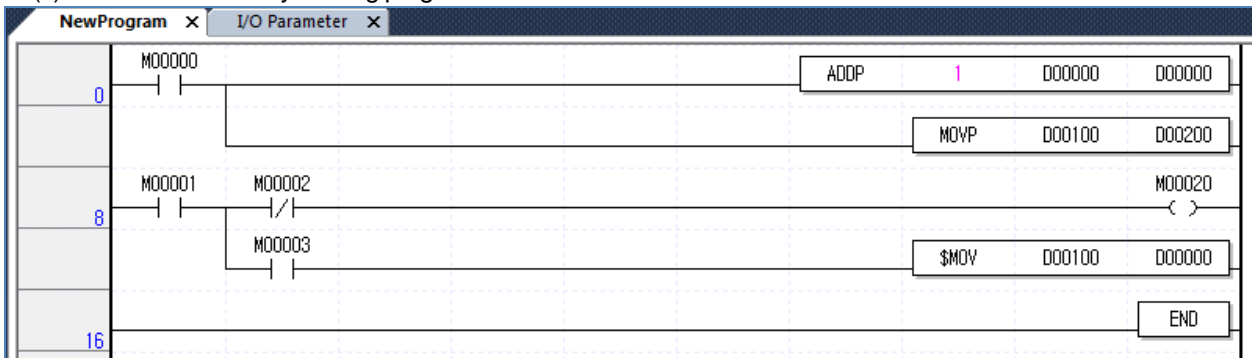 NewProgram x I/O Parameter x
M00000
0 ADDP 1 D00000 D00000
MOVP D00100 D00200
M00001 M00002 M00020
8
M00003
$MOV D00100 D00000
END
16